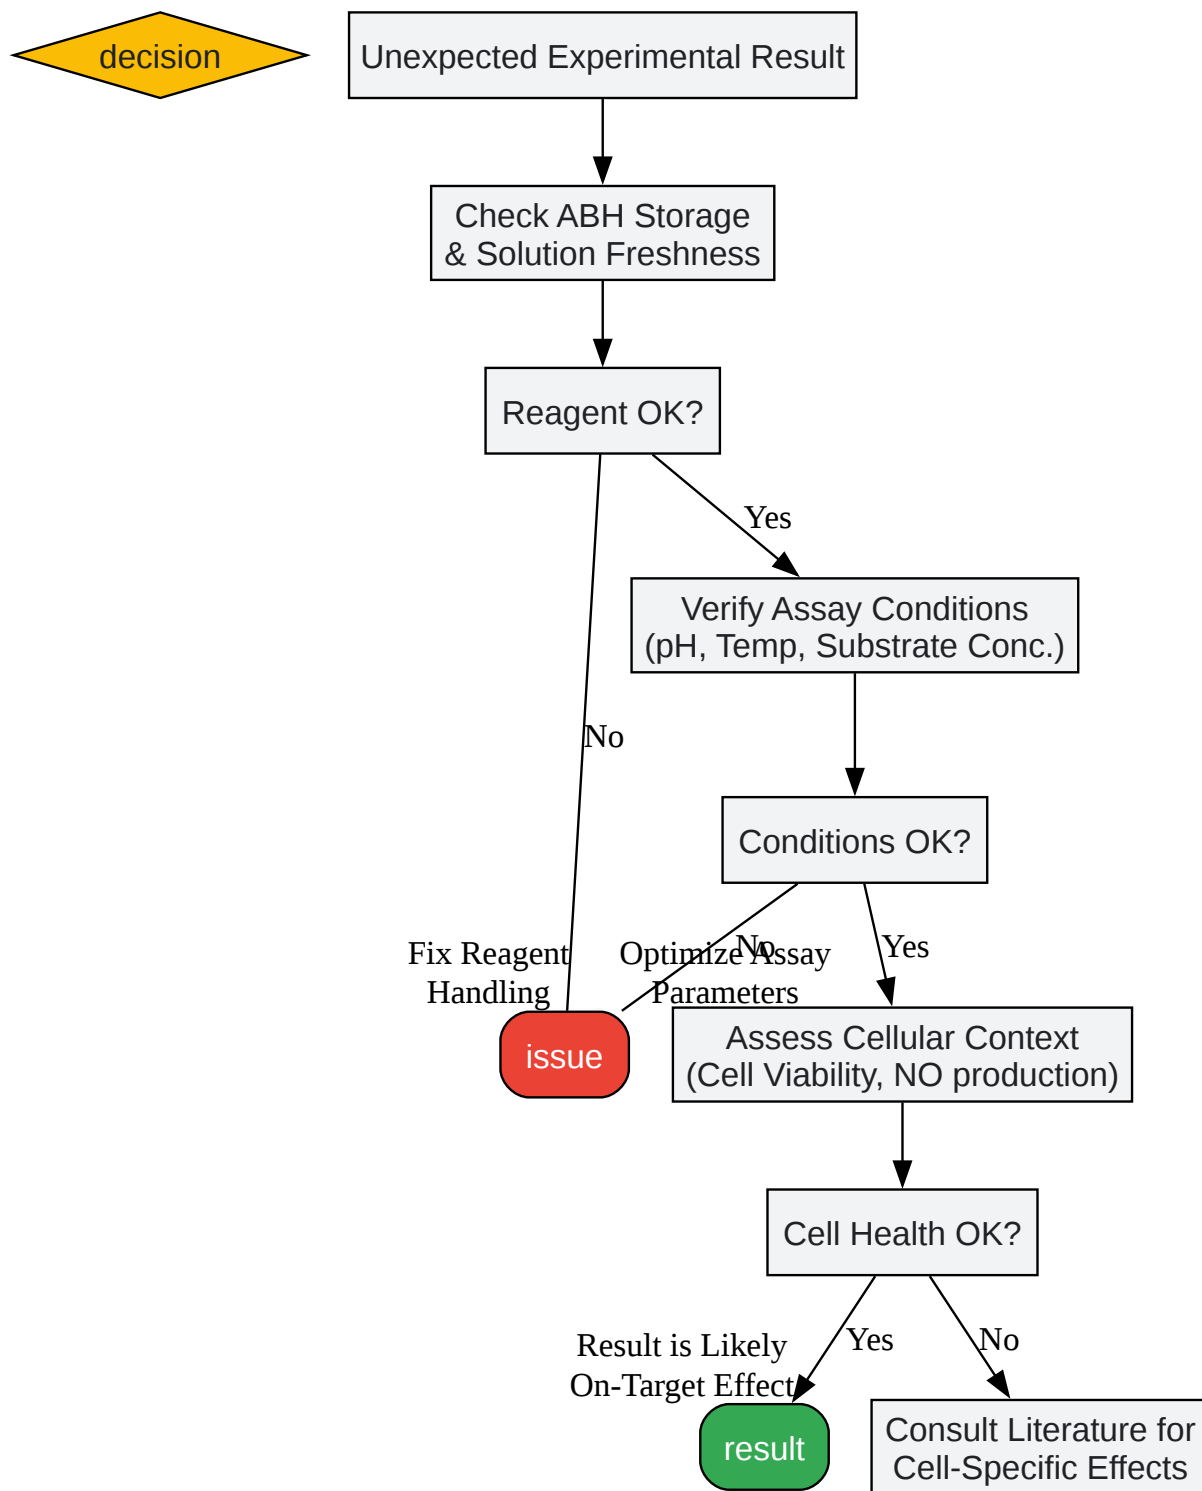 decision
Unexpected Experimental Result
Check ABH Storage
& Solution Freshness
Reagent OK?
Yes
Verify Assay Conditions
(pH, Temp, Substrate Conc.)
No
Conditions OK?
No
Yes
Fix Reagent
Handling
Optimize Assay
Parameters
issue
Assess Cellular Context
(Cell Viability, NO production)
Cell Health OK?
Yes
No
Result is Likely
On-Target Effect
result
Consult Literature for
Cell-Specific Effects